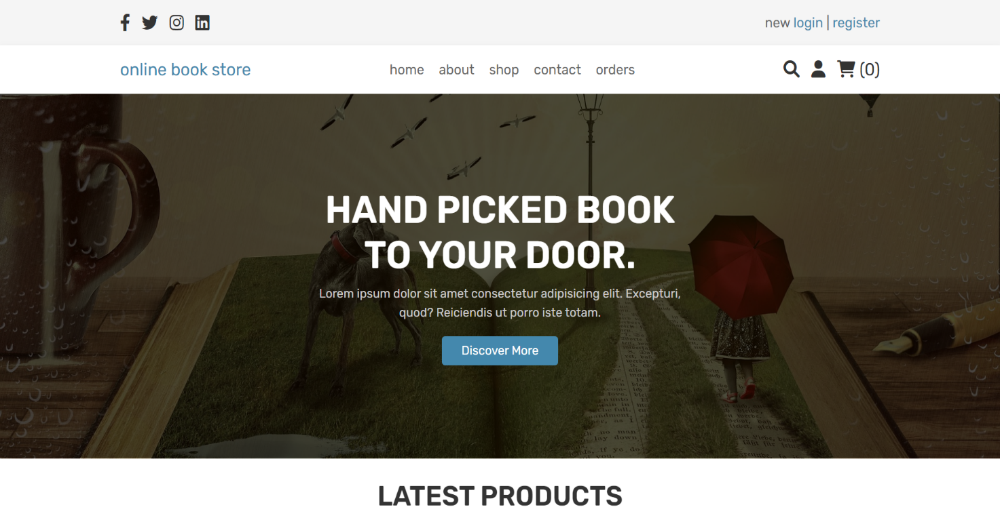 new login | register
online book store
home about shop contact orders
(0)
HAND PICKED BOOK
TO YOUR DOOR.
Lorem ipsum dolor sit amet consectetur adipisicing elit. Excepturi,
quod? Reiciendis ut porro iste totam.
Discover More
LATEST PRODUCTS